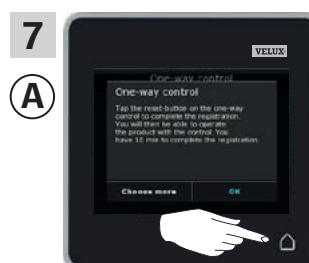 7
VELUX
A
One-way control
One-way control
Tap the reset-button on the one-way
control to complete the registration.
You will then be able to operate
the product with the control. You
have 10 min to complete the registration.
Choose more
OK